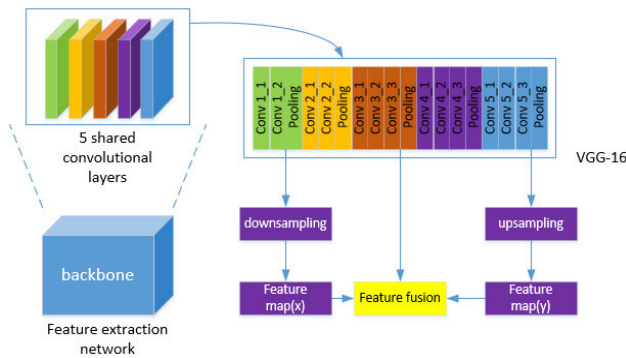 5 shared
convolutional
layers
Conv 1_1
Conv 1_2
Pooling
Conv 2_1
Conv 2_2
Pooling
Conv 3_1
Conv 3_2
Conv 3_3
Pooling
Conv 4_1
Conv 4_2
Conv 4_3
Pooling
Conv 5_1
Conv 5_2
Conv 5_3
Pooling
VGG-16
downsampling
upsampling
backbone
Feature
map(x)
Feature fusion
Feature
map(y)
Feature extraction
network